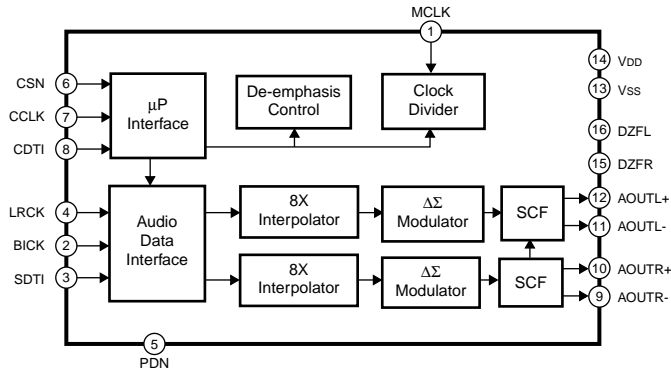 MCLK
1
CSN
6
CCLK
7
CDTI
8
µP
Interface
De-emphasis
Control
Clock
Divider
14
VDD
13
VSS
16
DZFL
15
DZFR
LRCK
4
BICK
2
SDTI
3
Audio
Data
Interface
8X
Interpolator
ΔΣ
Modulator
SCF
12
AOUTL+
11
AOUTL-
8X
Interpolator
ΔΣ
Modulator
SCF
10
AOUTR+
9
AOUTR-
5
PDN